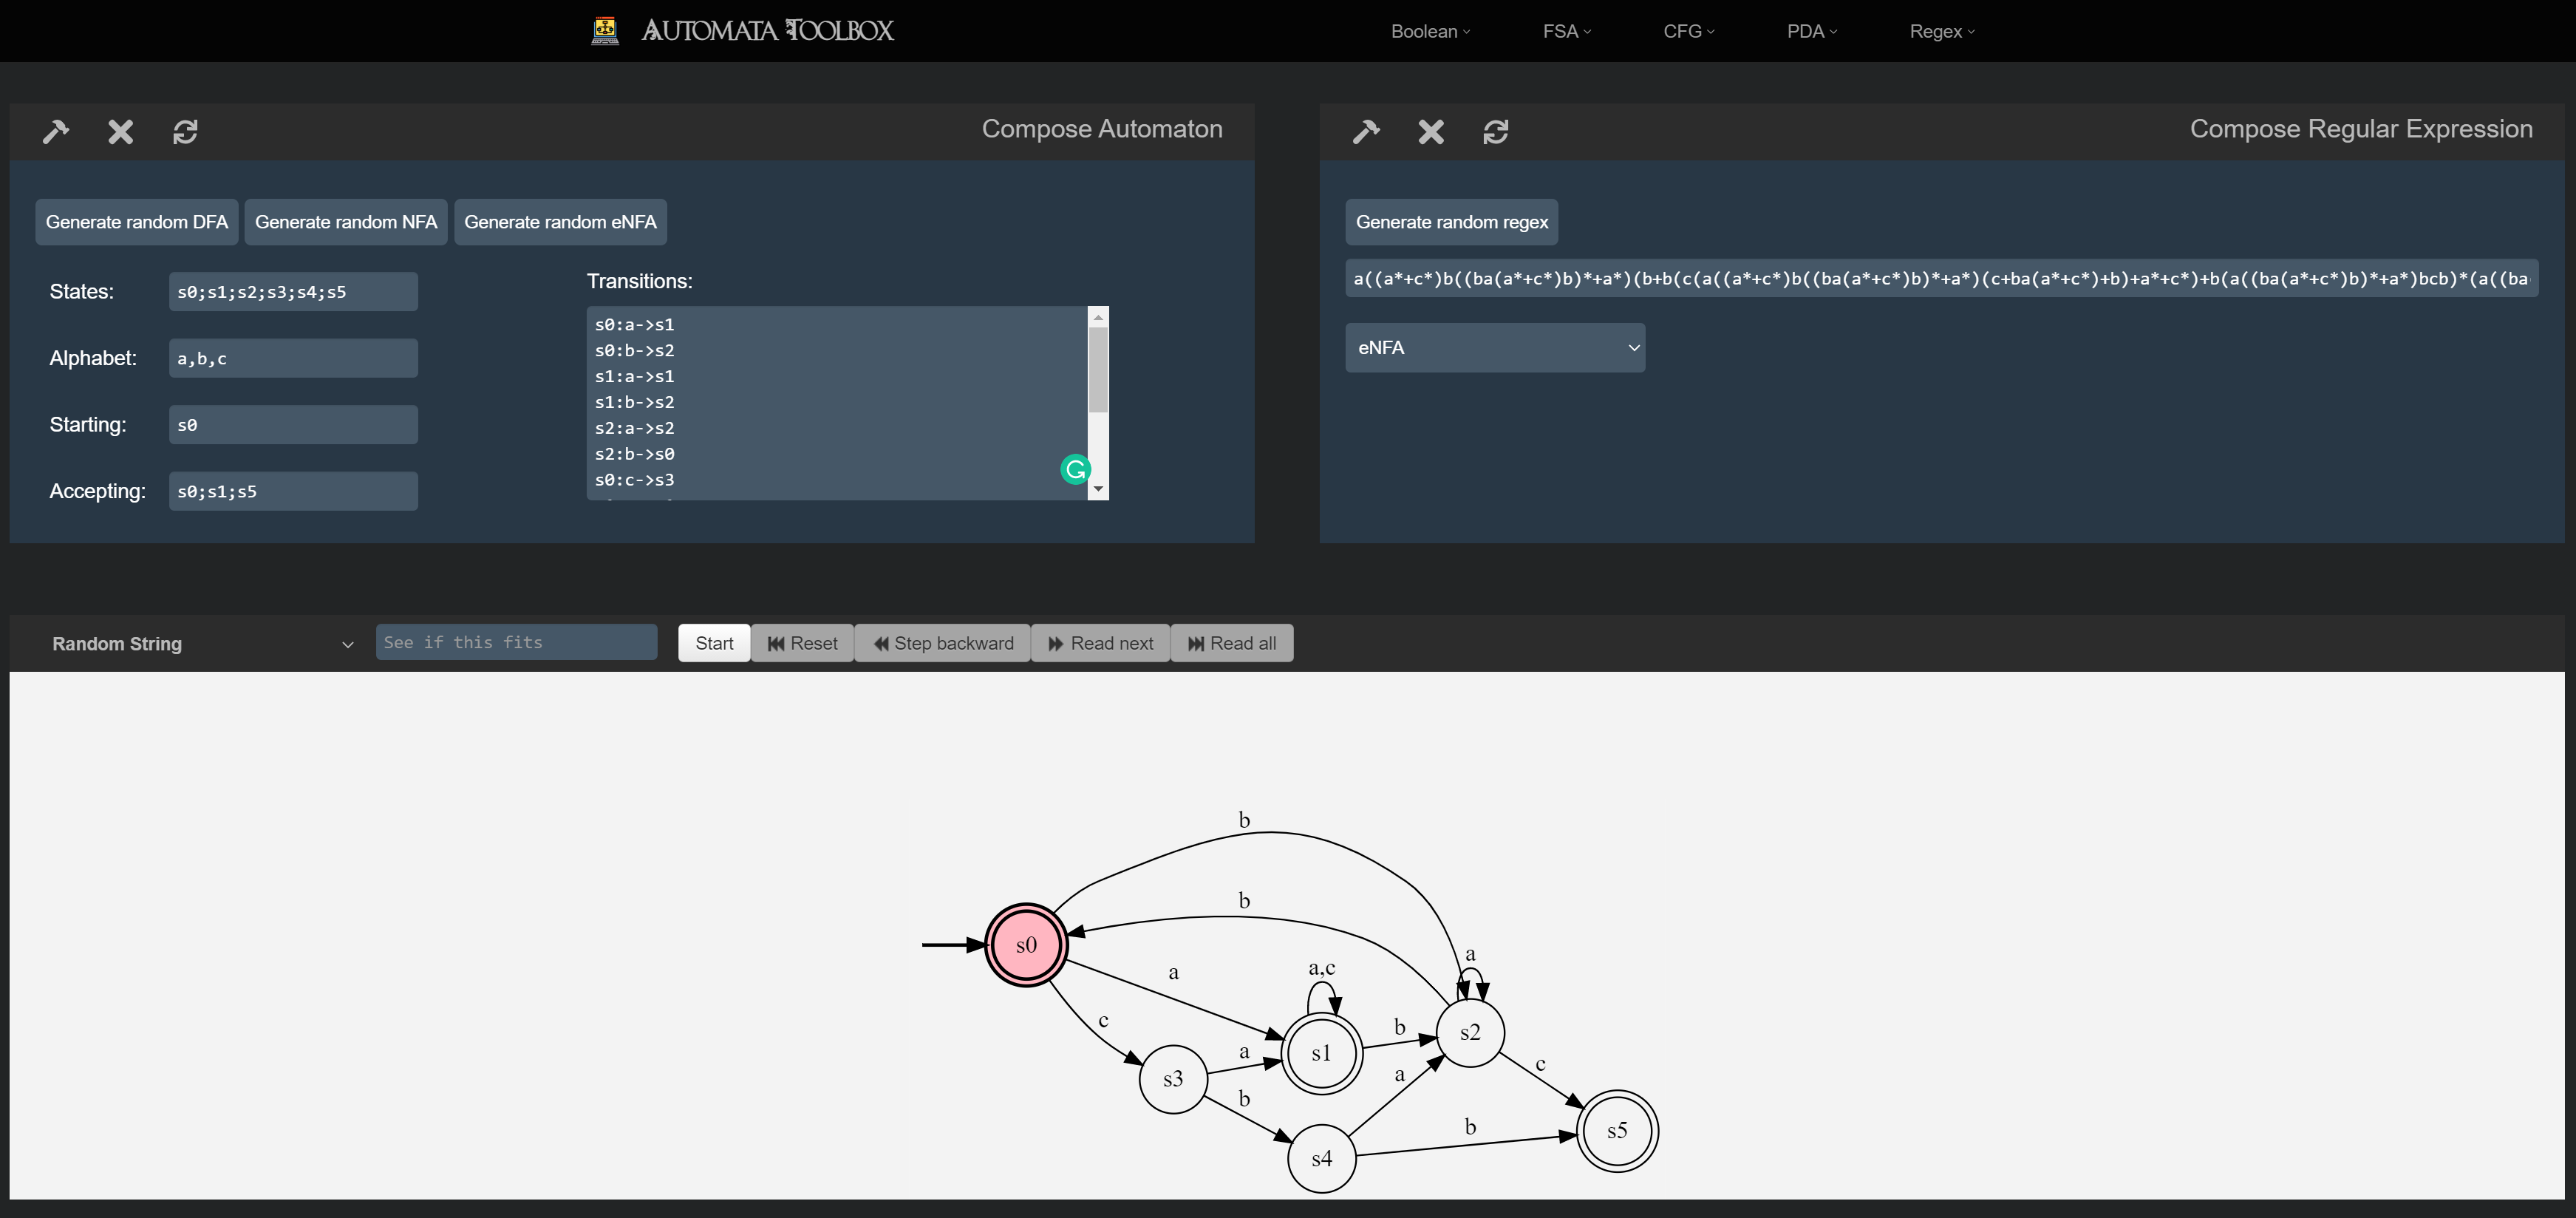 AUTOMATA TOOLBOX
Boolean
FSA
CFG
PDA
Regex
Compose Automaton
Generate random DFA
Generate random NFA
Generate random eNFA
States:
s0;s1;s2;s3;s4;s5
Alphabet:
a,b,c
Starting:
s0
Accepting:
s0;s1;s5
Transitions:
s0:a->s1
s0:b->s2
s1:a->s1
s1:b->s2
s2:a->s2
s2:b->s0
s0:c->s3
Compose Regular Expression
Generate random regex
a((a*+c*)b((ba(a*+c*)b)*+a*)(b+b(c(a((a*+c*)b((ba(a*+c*)b)*+a*)(c+ba(a*+c*)+b)+a*+c*)+b(a((ba(a*+c*)b)*+a*)bcb)*(a((ba
eNFA
Random String
See if this fits
Start
Reset
Step backward
Read next
Read all
b
b
s0
a
a
a,c
c
b
s2
s1
a
s3
a
c
b
b
s5
s4